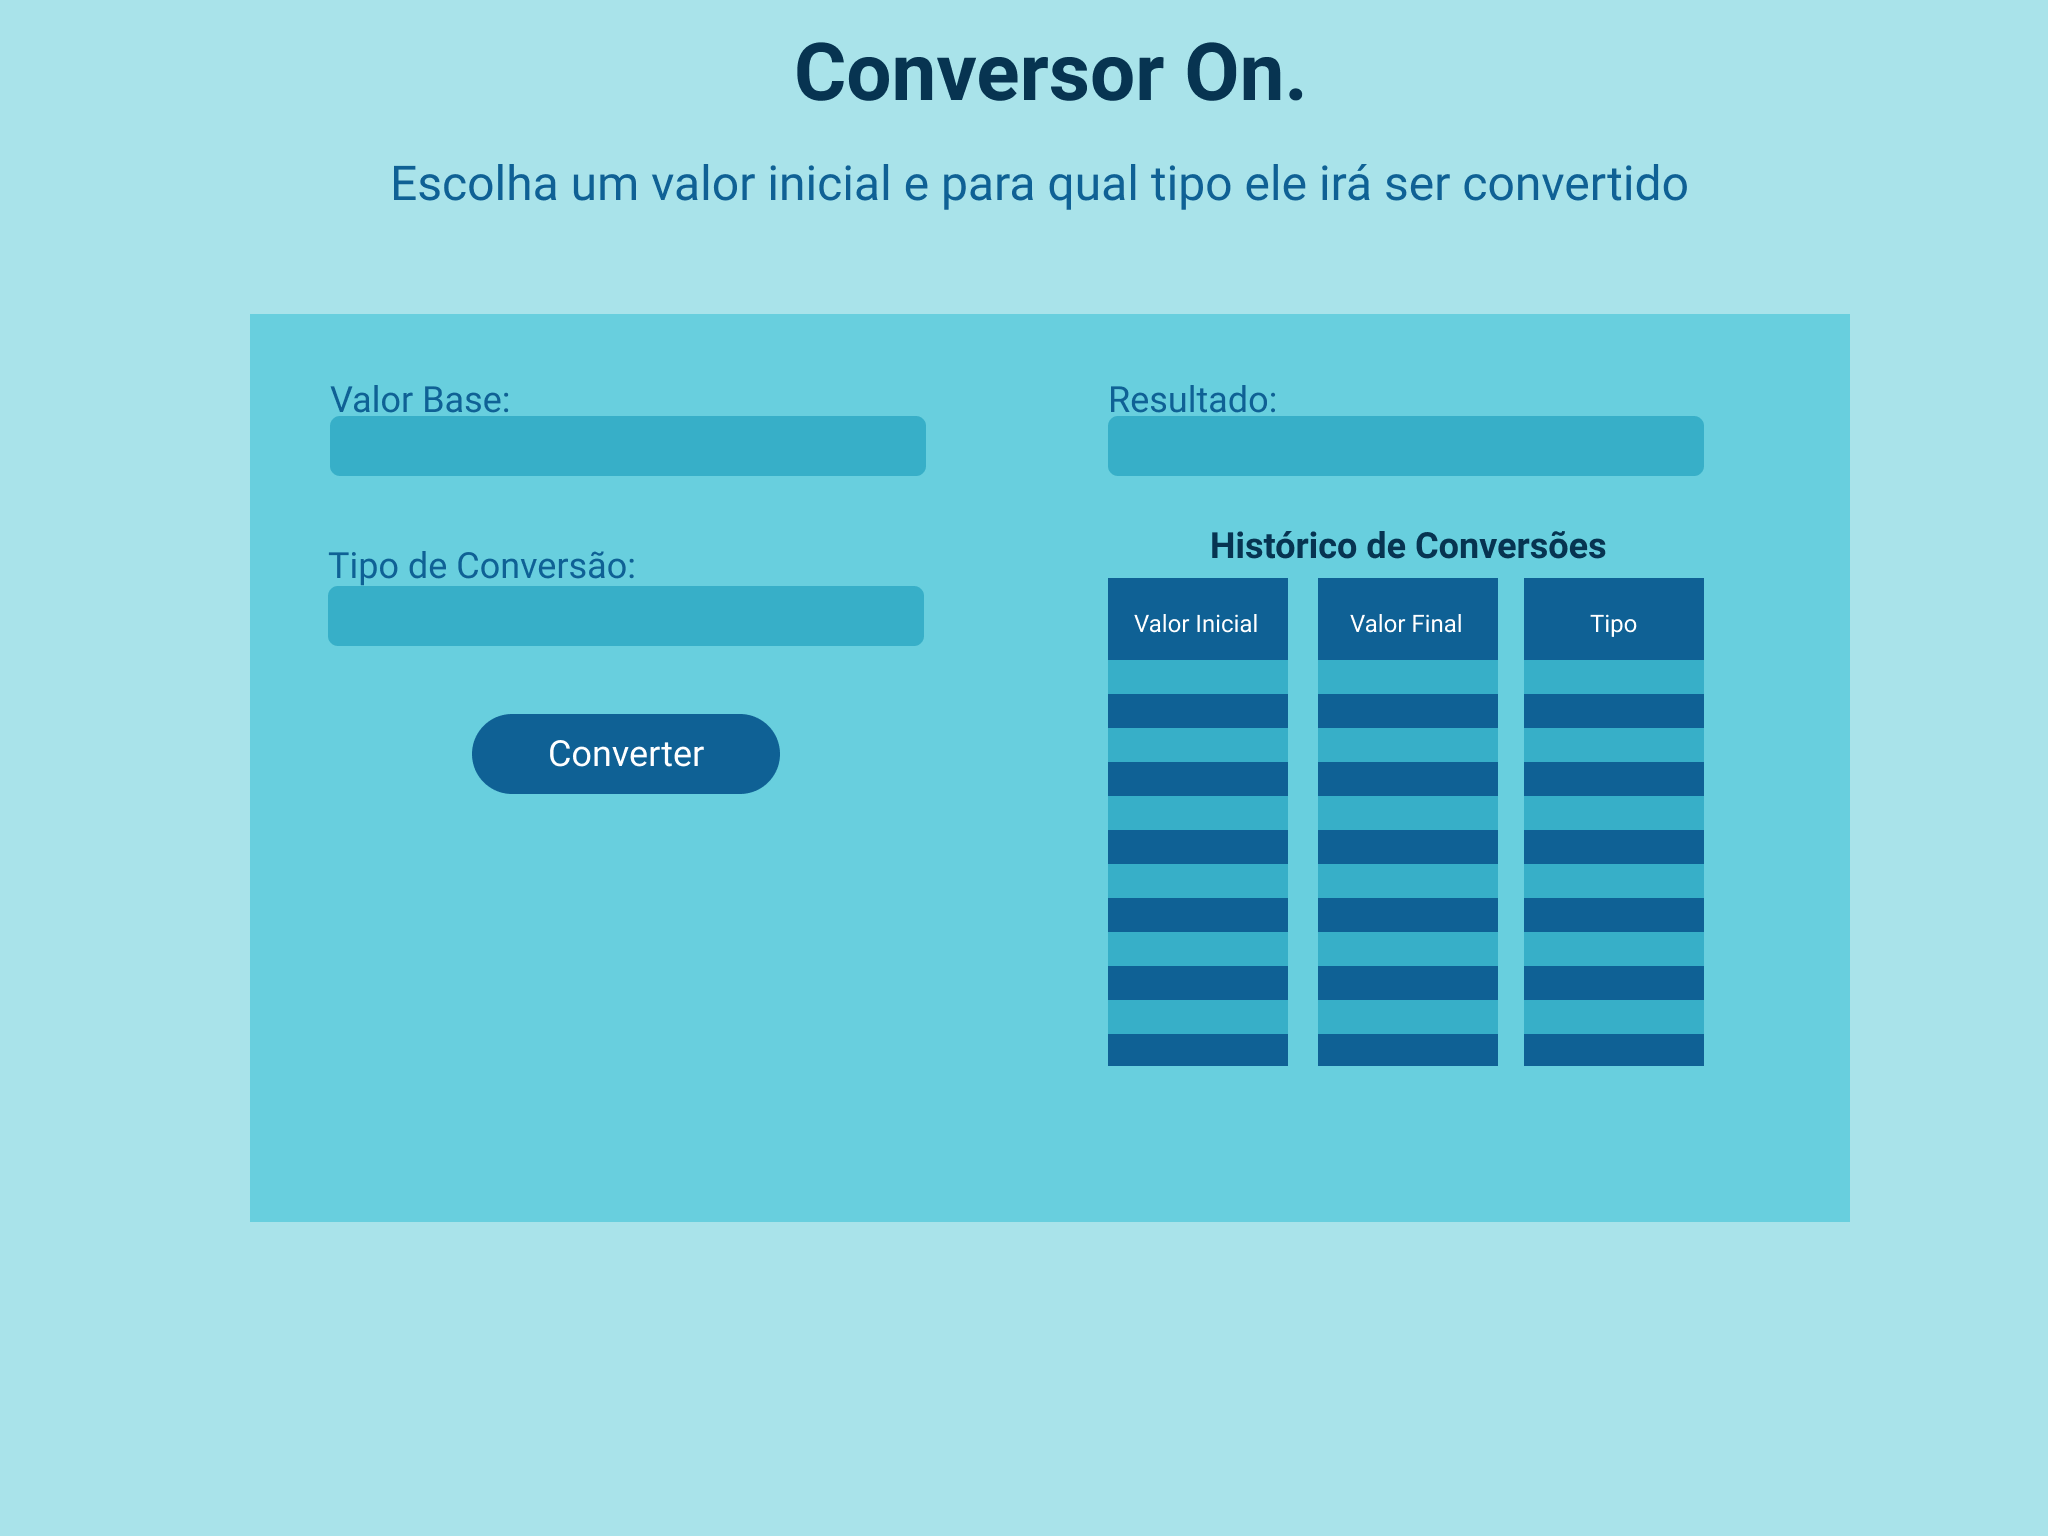 Conversor On.
Escolha um valor inicial e para qual tipo ele irá ser convertido
Valor Base:
Tipo de Conversão:
Converter
Resultado:
Histórico de Conversões
Valor Inicial Valor Final Tipo